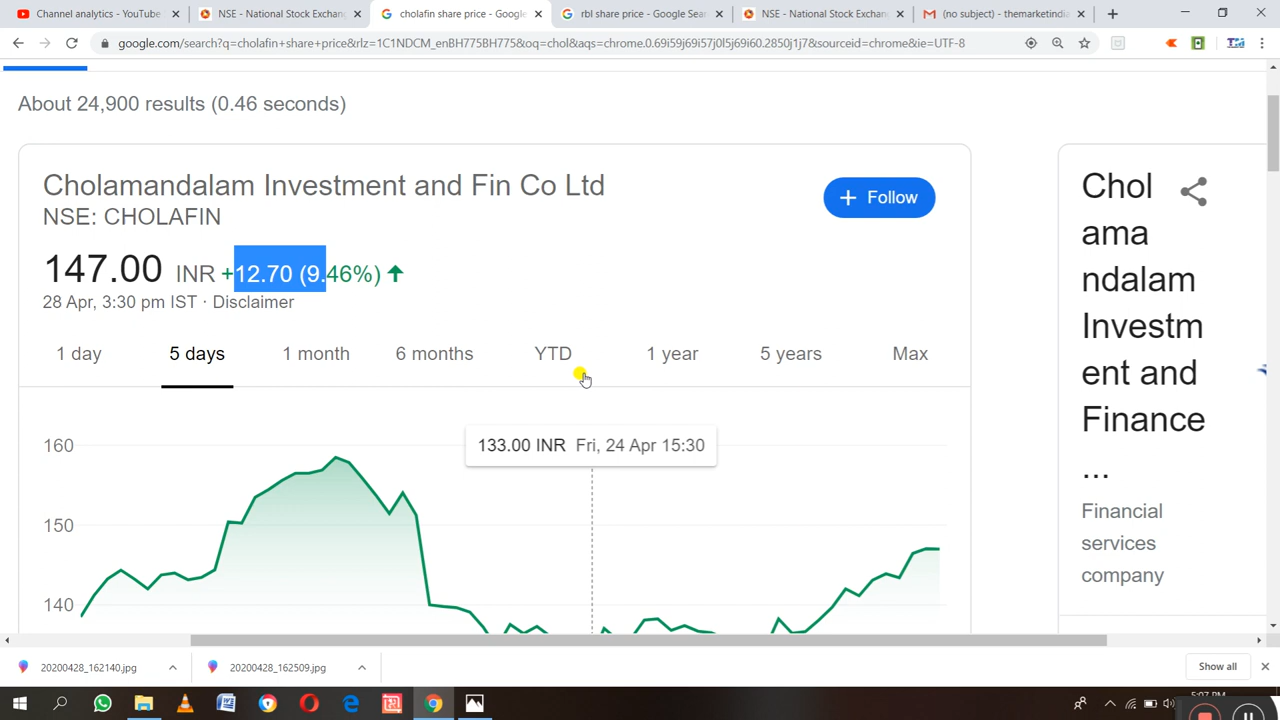 Channel analytics - YouTube
NSE - National Stock Exchan
cholafin share price - Google
rbl share price - Google Sear
NSE - National Stock Exchan
(no subject) - themarketindia
google.com/search?q=cholafin+share+price&rlz=1C1NDCM_enBH775BH775&oq=chol&aqs=chrome.0.69i59j69i57j0l5j69i60.2850j1j7&sourceid=chrome&ie=UTF-8
About 24,900 results (0.46 seconds)
Cholamandalam Investment and Fin Co Ltd
NSE: CHOLAFIN
+ Follow
147.00 INR +12.70 (9.46%)
28 Apr, 3:30 pm IST · Disclaimer
1 day 5 days 1 month 6 months YTD 1 year 5 years Max
133.00 INR Fri, 24 Apr 15:30
160
150
140
Chol
ama
ndalam
Investm
ent and
Finance
...
Financial
services
company
20200428_162140.jpg
20200428_162509.jpg
Show all
5:07 PM